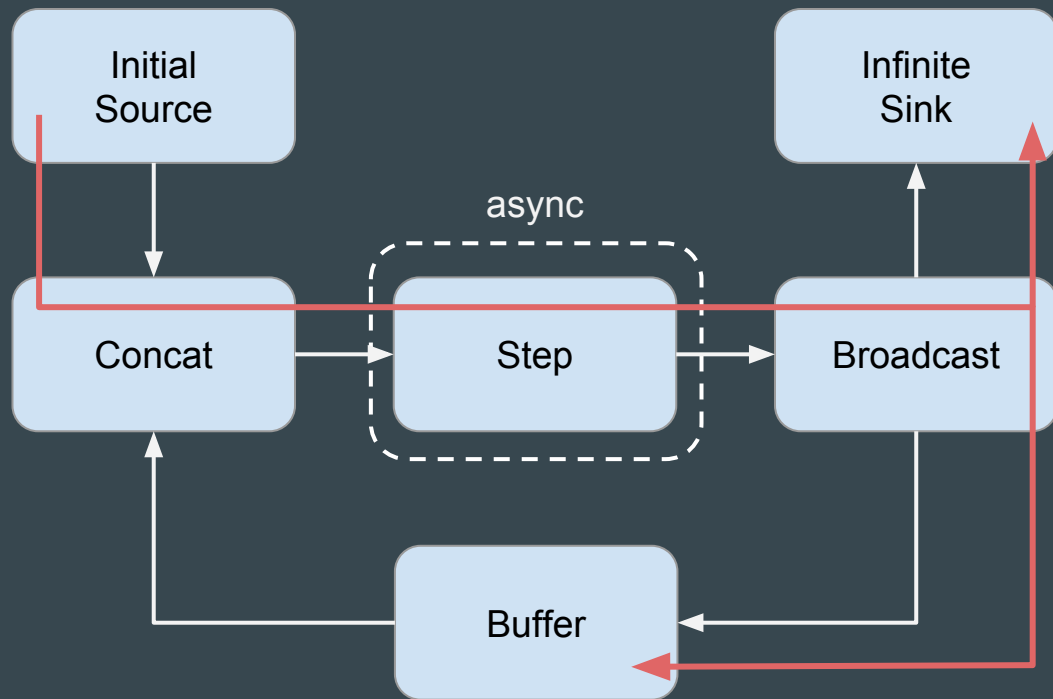 Initial
Source
Infinite
Sink
async
Concat
Step
Broadcast
Buffer